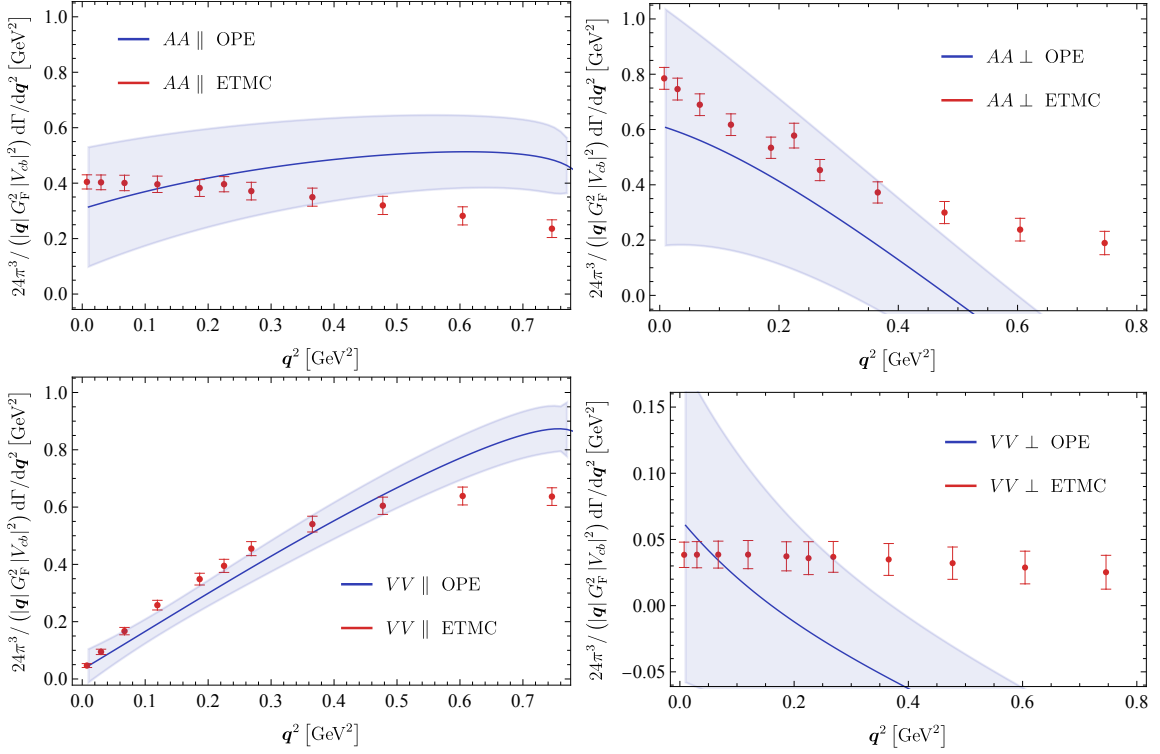 24π³/(|q| G_F² |V_cb|²) dΓ/dq² [GeV²]
1.0
0.8
0.6
0.4
0.2
0.0
AA ∥ OPE
AA ∥ ETMC
0.0 0.1 0.2 0.3 0.4 0.5 0.6 0.7
q² [GeV²]
24π³/(|q| G_F² |V_cb|²) dΓ/dq² [GeV²]
1.0
0.8
0.6
0.4
0.2
0.0
AA ⊥ OPE
AA ⊥ ETMC
0.0 0.2 0.4 0.6 0.8
q² [GeV²]
24π³/(|q| G_F² |V_cb|²) dΓ/dq² [GeV²]
1.0
0.8
0.6
0.4
0.2
0.0
VV ∥ OPE
VV ∥ ETMC
0.0 0.1 0.2 0.3 0.4 0.5 0.6 0.7
q² [GeV²]
24π³/(|q| G_F² |V_cb|²) dΓ/dq² [GeV²]
0.15
0.10
0.05
0.00
−0.05
VV ⊥ OPE
VV ⊥ ETMC
0.0 0.2 0.4 0.6 0.8
q² [GeV²]